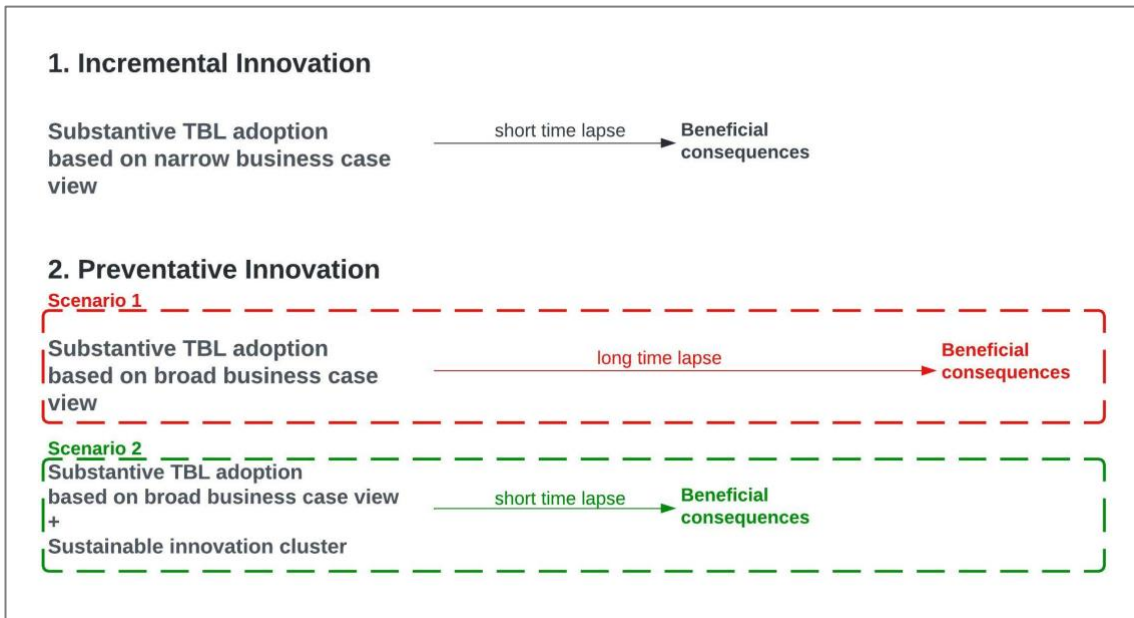 1. Incremental Innovation
Substantive TBL adoption
based on narrow business case
view
short time lapse
Beneficial
consequences
2. Preventative Innovation
Scenario 1
Substantive TBL adoption
based on broad business case
view
long time lapse
Beneficial
consequences
Scenario 2
Substantive TBL adoption
based on broad business case view
+
Sustainable innovation cluster
short time lapse
Beneficial
consequences